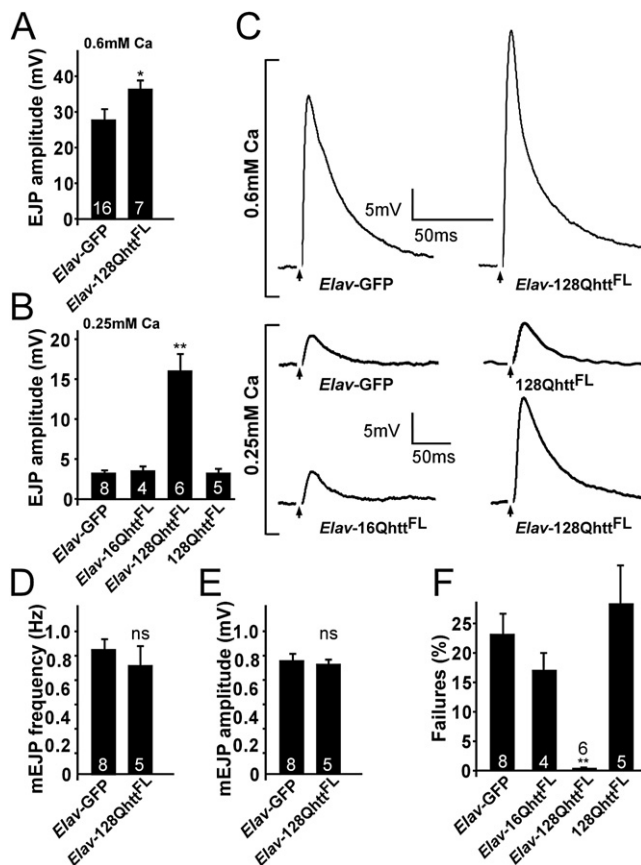 A
0.6mM Ca
EJP amplitude (mV)
40
30
20
10
0
16
7
*
Elav-GFP
Elav-128QhttFL
B
0.25mM Ca
EJP amplitude (mV)
20
15
10
5
0
8
4
6
5
**
Elav-GFP
Elav-16QhttFL
Elav-128QhttFL
128QhttFL
C
0.6mM Ca
5mV
50ms
Elav-GFP
Elav-128QhttFL
0.25mM Ca
Elav-GFP
128QhttFL
5mV
50ms
Elav-16QhttFL
Elav-128QhttFL
D
mEJP frequency (Hz)
0.8
0.6
0.4
0.2
0
ns
8
5
Elav-GFP
Elav-128QhttFL
E
mEJP amplitude (mV)
1.0
0.8
0.6
0.4
0.2
0
ns
8
5
Elav-GFP
Elav-128QhttFL
F
Failures (%)
25
20
15
10
5
0
8
4
6
**
5
Elav-GFP
Elav-16QhttFL
Elav-128QhttFL
128QhttFL